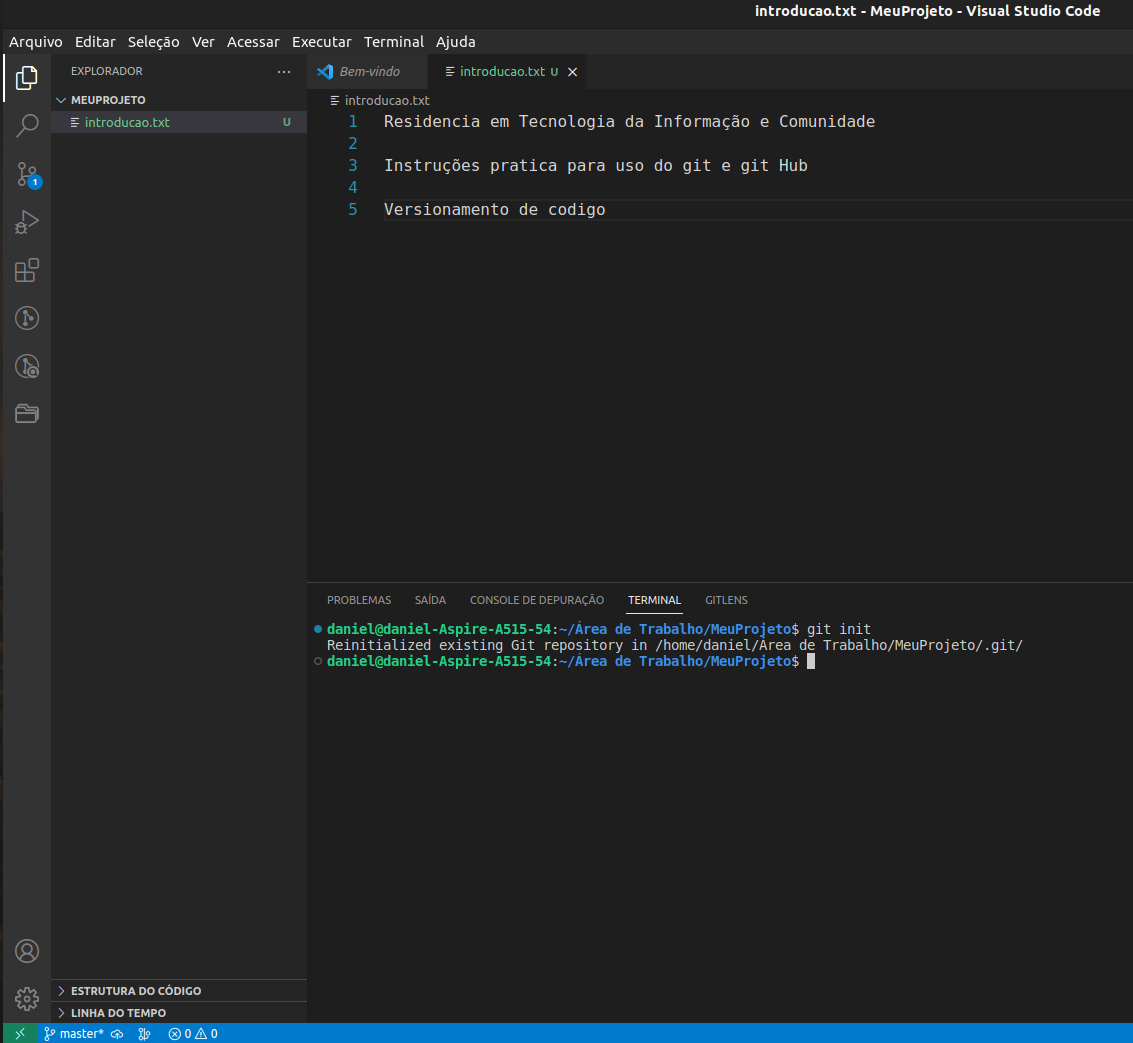 introducao.txt - MeuProjeto - Visual Studio Code
Arquivo Editar Seleção Ver Acessar Executar Terminal Ajuda
EXPLORADOR
MEUPROJETO
introducao.txt U
1
Bem-vindo
introducao.txt U
introducao.txt
1 Residencia em Tecnologia da Informação e Comunidade
2
3 Instruções pratica para uso do git e git Hub
4
5 Versionamento de codigo
PROBLEMAS SAÍDA CONSOLE DE DEPURAÇÃO TERMINAL GITLENS
daniel@daniel-Aspire-A515-54:~/Área de Trabalho/MeuProjeto$ git init
Reinitialized existing Git repository in /home/daniel/Área de Trabalho/MeuProjeto/.git/
daniel@daniel-Aspire-A515-54:~/Área de Trabalho/MeuProjeto$
ESTRUTURA DO CÓDIGO
LINHA DO TEMPO
master* 0 0